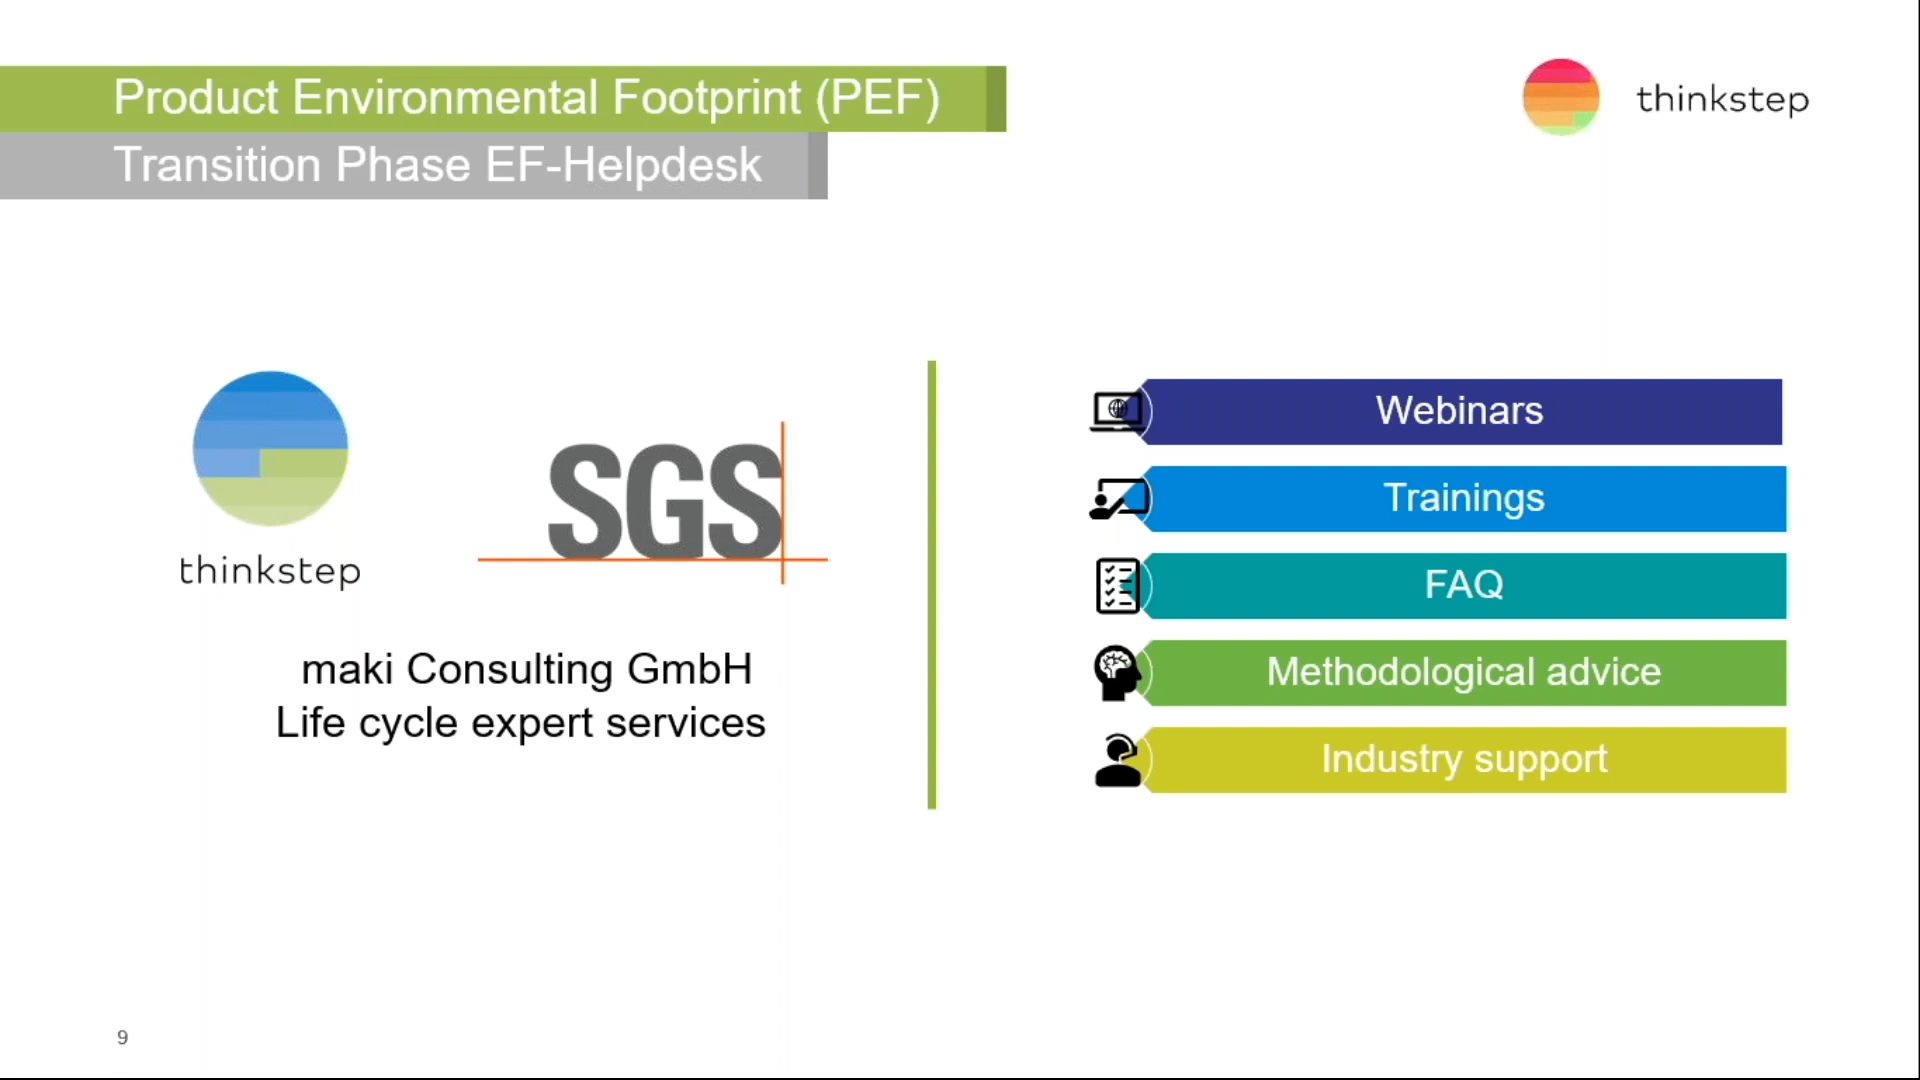 Product Environmental Footprint (PEF)
Transition Phase EF-Helpdesk
thinkstep
thinkstep
SGS
maki Consulting GmbH
Life cycle expert services
Webinars
Trainings
FAQ
Methodological advice
Industry support
9